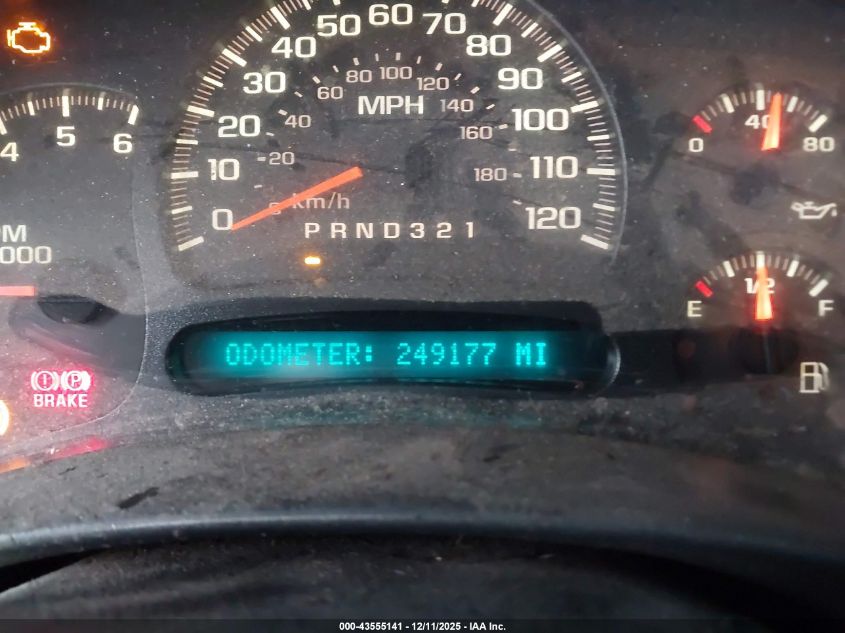 50 60 70
40 80
30 90
20 100
10 110
0 120
60 80 100 120
40 140
20 160
180
MPH
km/h
4 5 6
PM
000
0 40 80
PRND321
E 1/2 F
ODOMETER: 249177 MI
(!) (P)
BRAKE
000-43555141 - 12/11/2025 - IAA Inc.